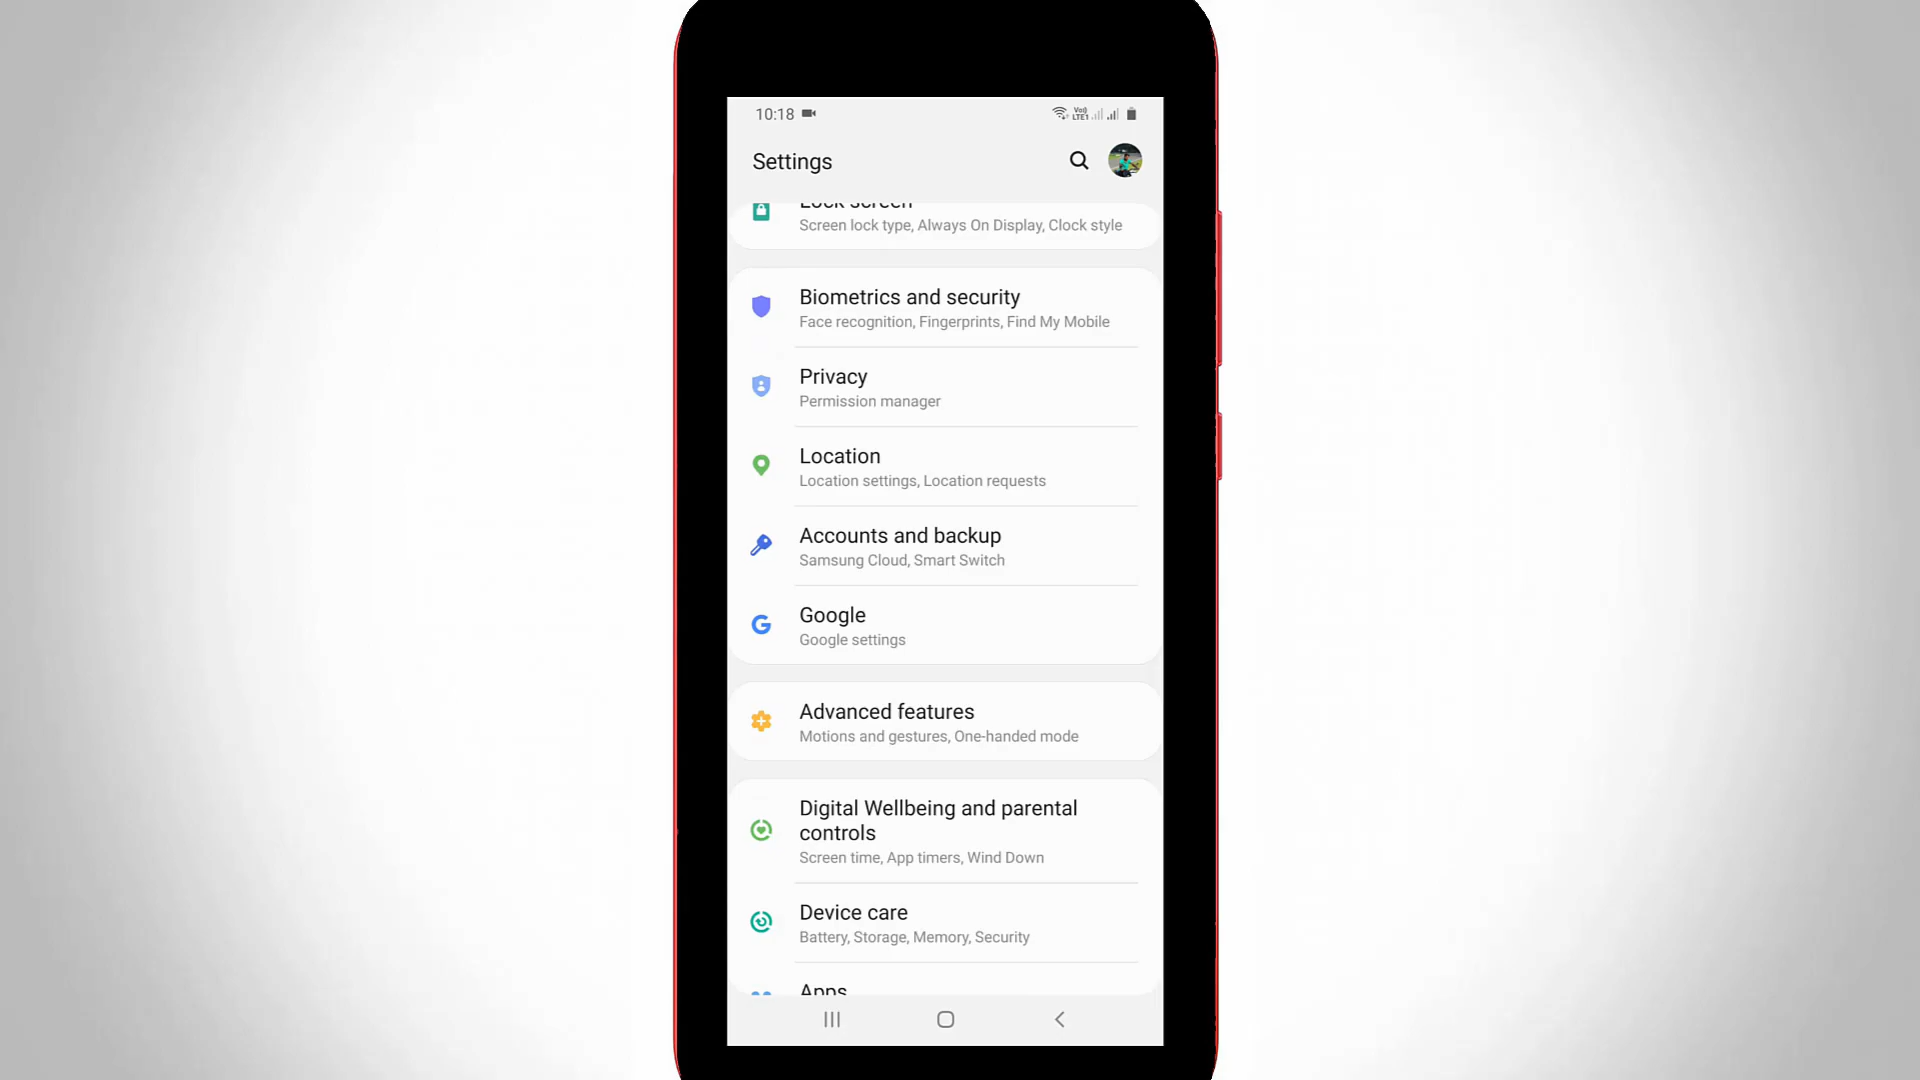 10:18
Vo)
LTE1
Settings
Lock screen
Screen lock type, Always On Display, Clock style
Biometrics and security
Face recognition, Fingerprints, Find My Mobile
Privacy
Permission manager
Location
Location settings, Location requests
Accounts and backup
Samsung Cloud, Smart Switch
Google
Google settings
Advanced features
Motions and gestures, One-handed mode
Digital Wellbeing and parental
controls
Screen time, App timers, Wind Down
Device care
Battery, Storage, Memory, Security
Apps